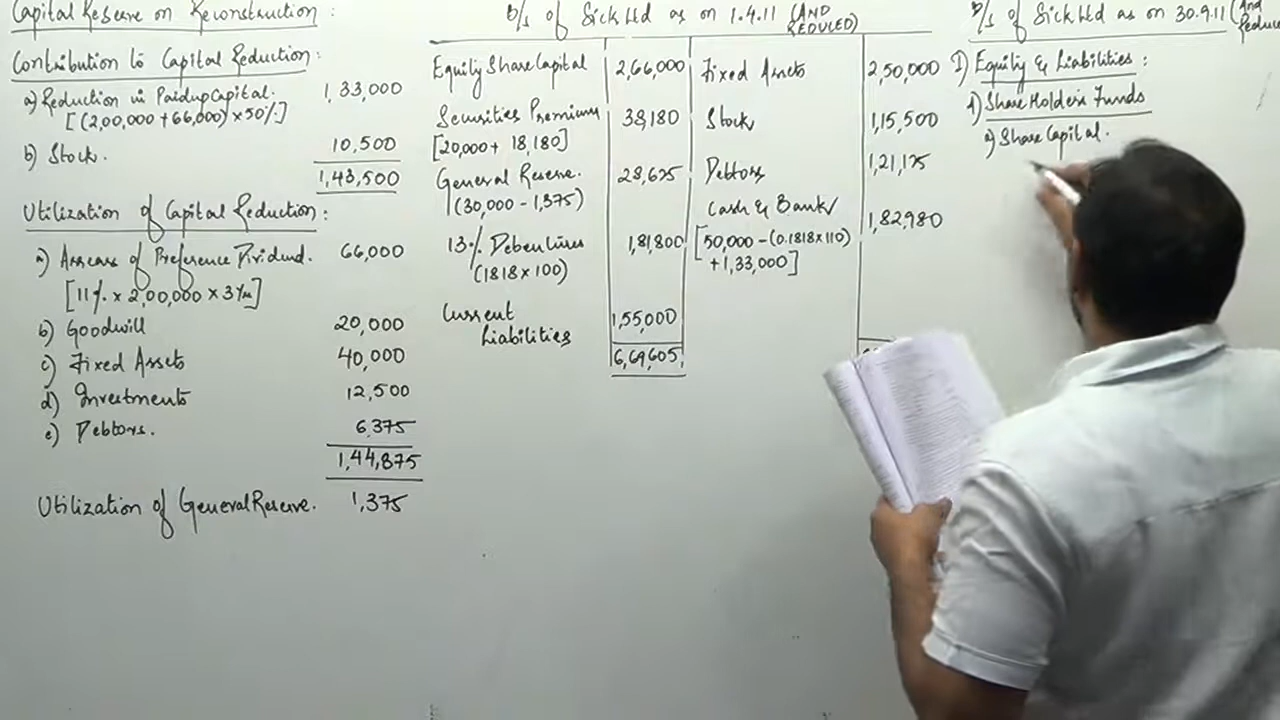 Capital Reserve on Reconstruction :
Contribution to Capital Reduction :
a) Reduction in Paidup Capital. 1,33,000
[(2,00,000 + 66,000) × 50%]
b) Stock. 10,500
1,43,500
Utilization of Capital Reduction :
a) Arrears of Preference Dividend. 66,000
[11% × 2,00,000 × 3 Yrs]
b) Goodwill 20,000
c) Fixed Assets 40,000
d) Investments 12,500
e) Debtors. 6,375
1,44,875
Utilization of General Reserve. 1,375
B/s of Sick Ltd as on 1.4.11 (AND REDUCED)
Equity Share Capital 2,66,000 Fixed Assets 2,50,000
Securities Premium 38,180 Stock 1,15,500
[20,000 + 18,180]
General Reserve. 28,625 Debtors 1,21,125
(30,000 - 1,375)
Cash & Bank 1,82,980
13% Debentures 1,81,800 [50,000 - (0.1818 × 110)
(1818 × 100) + 1,33,000]
Current
Liabilities 1,55,000
6,69,605
B/s of Sick Ltd as on 30.9.11 (And
Reduce
I) Equity & Liabilities :
1) Share Holders Funds
a) Share Capital.